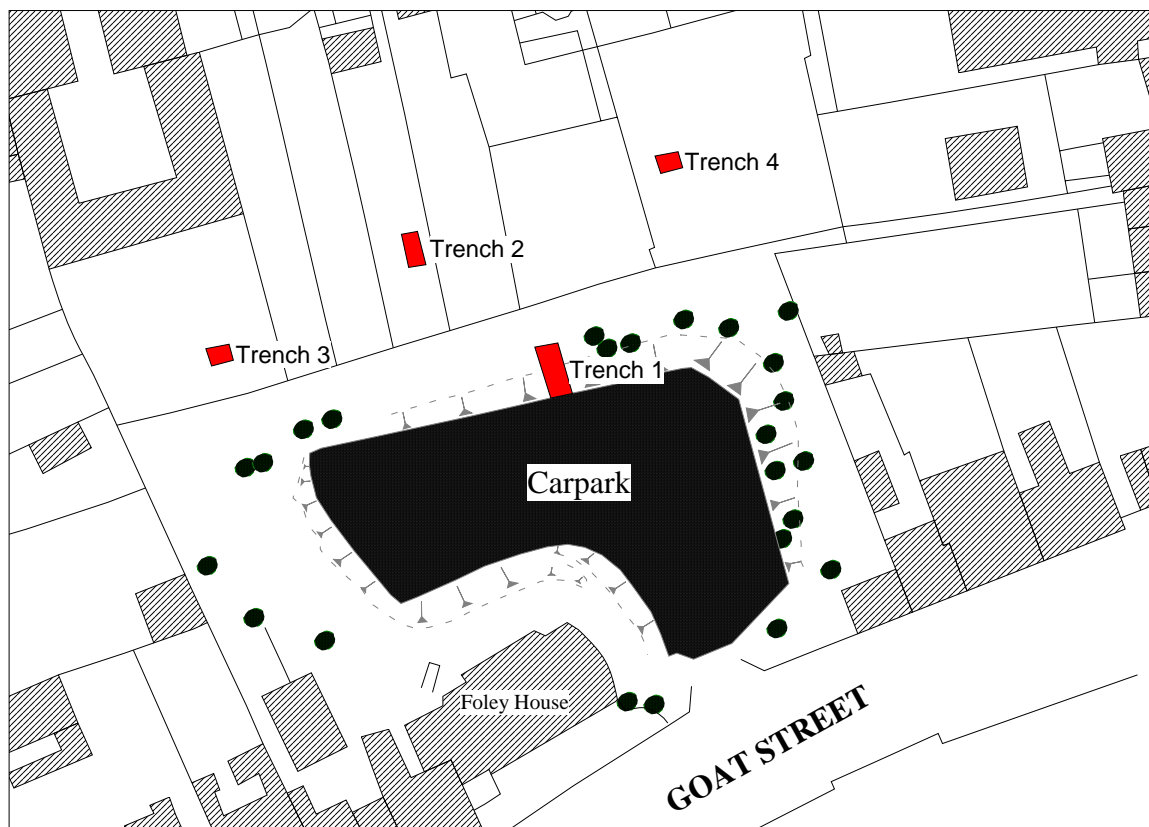 Trench 4
Trench 2
Trench 3
Trench 1
Carpark
Foley House
GOAT STREET